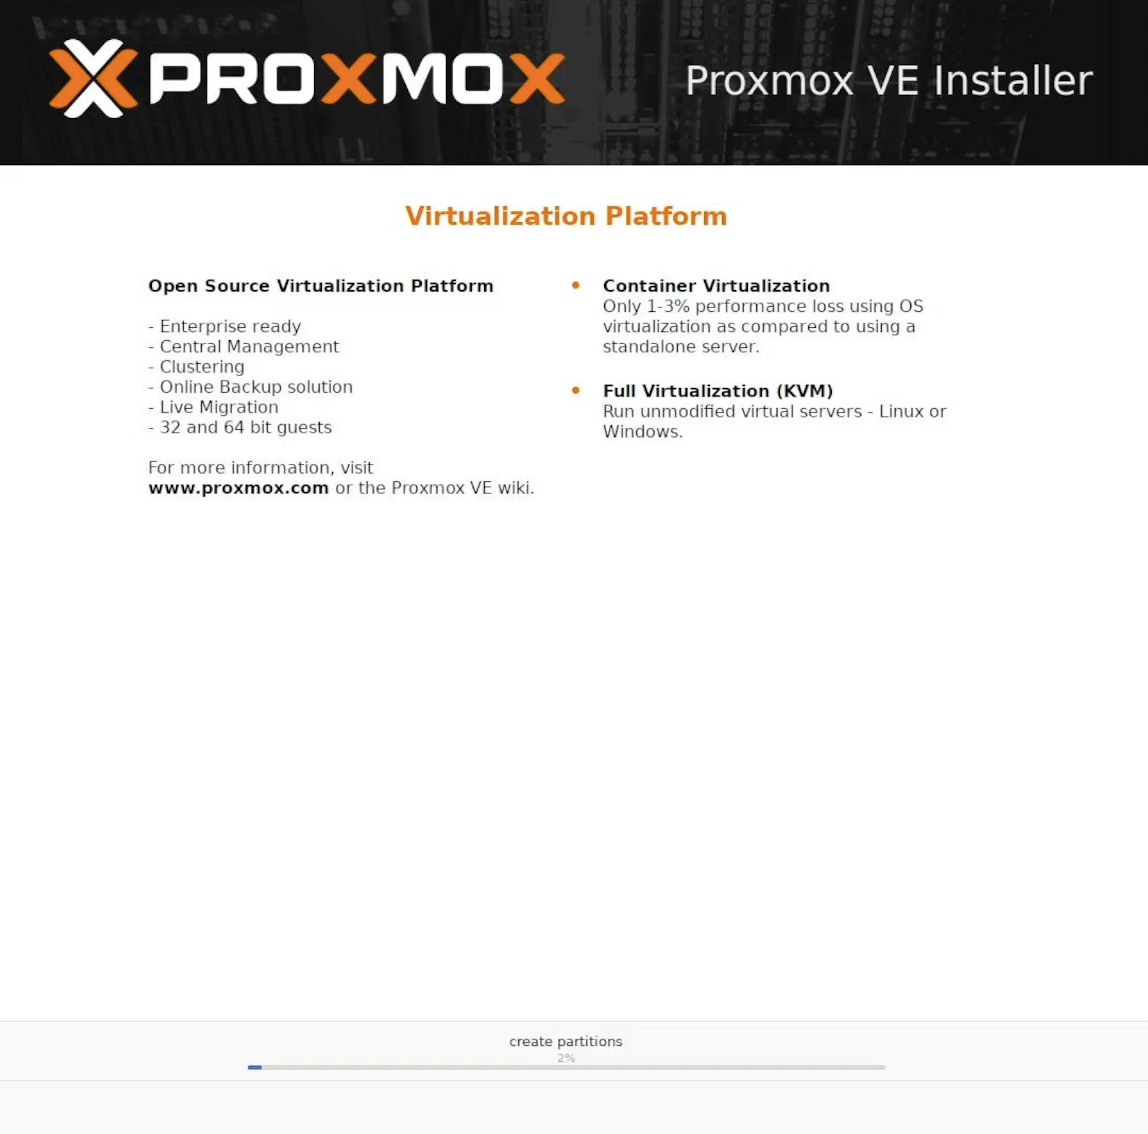 PROXMOX
Proxmox VE Installer
Virtualization Platform
Open Source Virtualization Platform
- Enterprise ready
- Central Management
- Clustering
- Online Backup solution
- Live Migration
- 32 and 64 bit guests
For more information, visit
www.proxmox.com or the Proxmox VE wiki.
Container Virtualization
Only 1-3% performance loss using OS
virtualization as compared to using a
standalone server.
Full Virtualization (KVM)
Run unmodified virtual servers - Linux or
Windows.
create partitions
2%